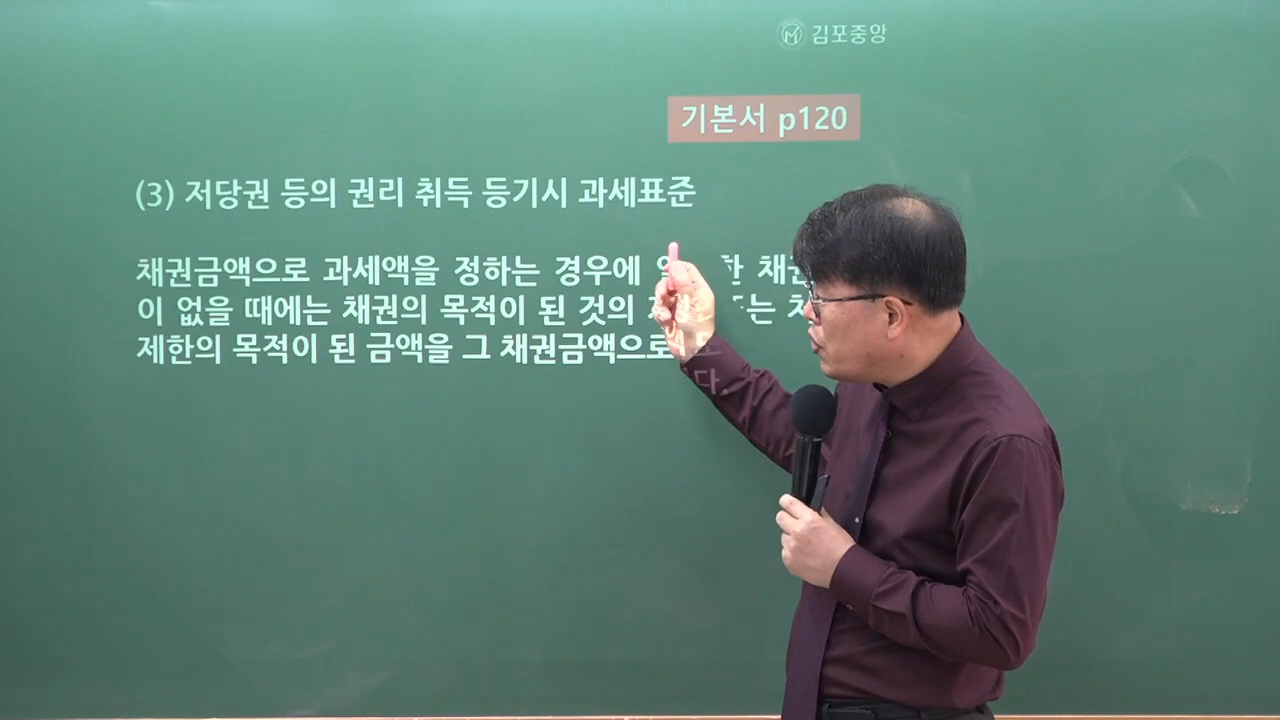 김포중앙
기본서 p120
(3) 저당권 등의 권리 취득 등기시 과세표준
채권금액으로 과세액을 정하는 경우에 한
이 없을 때에는 채권의 목적이 된 것의 는
제한의 목적이 된 금액을 그 채권금액으로
다.